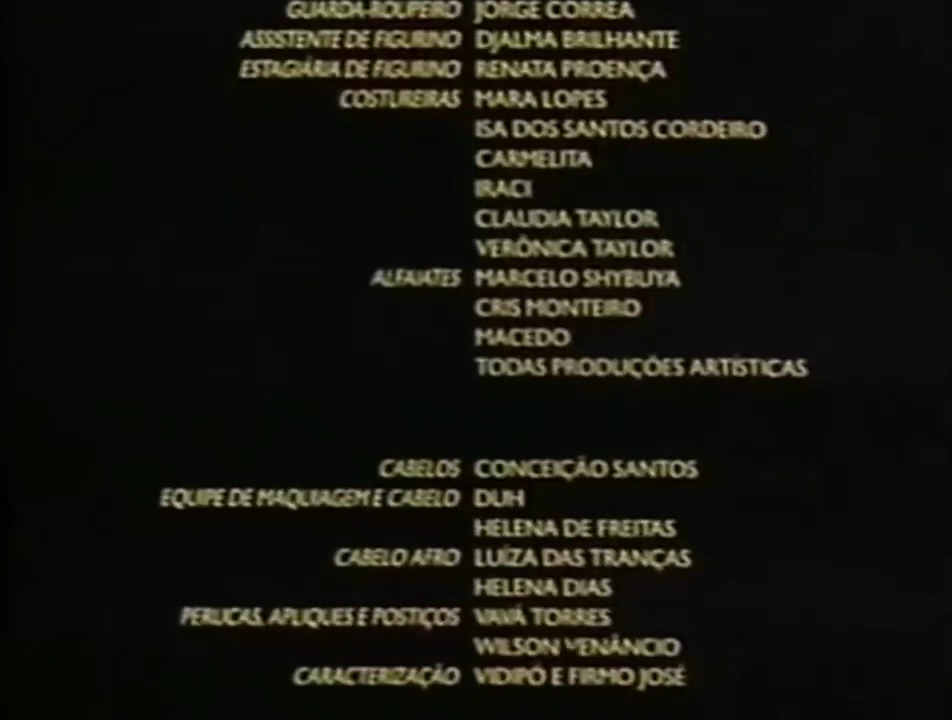 GUARDA-ROUPEIRO JORGE CORREA
ASSISTENTE DE FIGURINO DJALMA BRILHANTE
ESTAGIÁRIA DE FIGURINO RENATA PROENÇA
COSTUREIRAS MARA LOPES
ISA DOS SANTOS CORDEIRO
CARMELITA
IRACI
CLAUDIA TAYLOR
VERÔNICA TAYLOR
ALFAIATES MARCELO SHYBUYA
CRIS MONTEIRO
MACEDO
TODAS PRODUÇÕES ARTÍSTICAS
CABELOS CONCEIÇÃO SANTOS
EQUIPE DE MAQUIAGEM E CABELO DUH
HELENA DE FREITAS
CABELO AFRO LUÍZA DAS TRANÇAS
HELENA DIAS
PERUCAS, APLIQUES E POSTIÇOS VAVÁ TORRES
WILSON VENÂNCIO
CARACTERIZAÇÃO VIDIPÓ E FIRMO JOSÉ